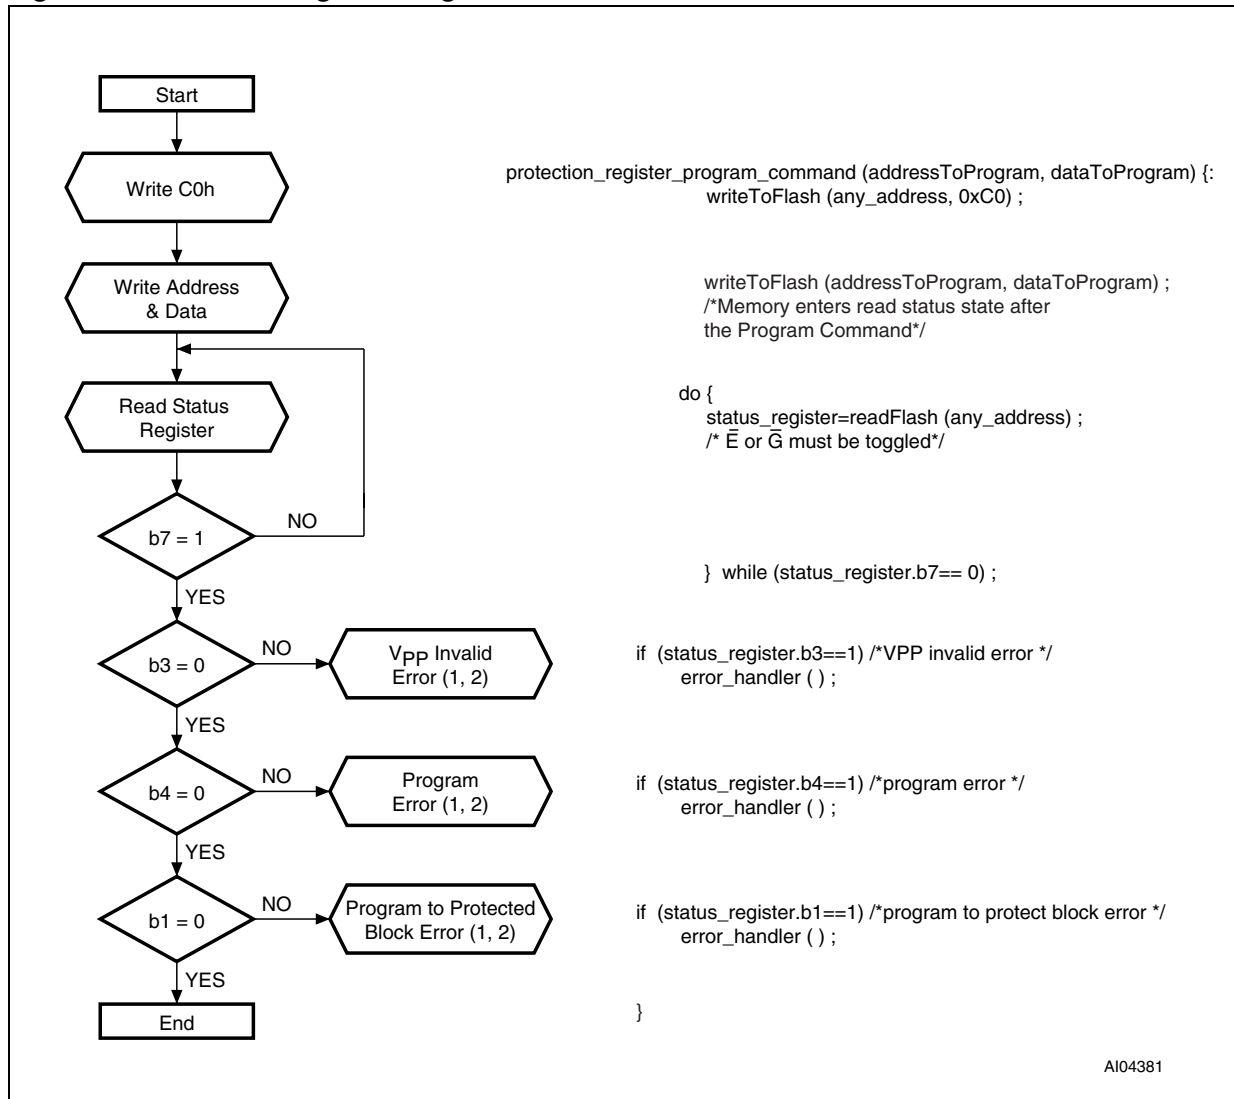 Start
Write C0h
protection_register_program_command (addressToProgram, dataToProgram) {:
writeToFlash (any_address, 0xC0) ;
Write Address
& Data
writeToFlash (addressToProgram, dataToProgram) ;
/*Memory enters read status state after
the Program Command*/
Read Status
Register
do {
status_register=readFlash (any_address) ;
/* E̅ or G̅ must be toggled*/
b7 = 1
NO
} while (status_register.b7== 0) ;
YES
b3 = 0
NO
VPP Invalid
Error (1, 2)
if (status_register.b3==1) /*VPP invalid error */
error_handler ( ) ;
YES
b4 = 0
NO
Program
Error (1, 2)
if (status_register.b4==1) /*program error */
error_handler ( ) ;
YES
b1 = 0
NO
Program to Protected
Block Error (1, 2)
if (status_register.b1==1) /*program to protect block error */
error_handler ( ) ;
YES
End
}
AI04381